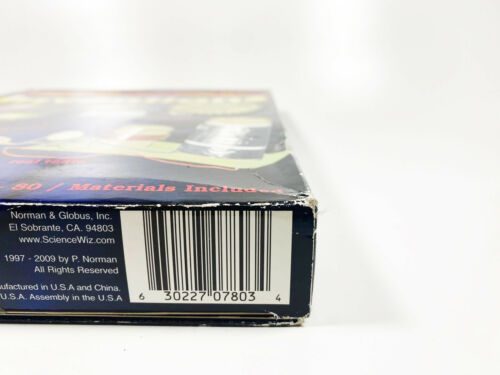 80 / Materials Included
Norman & Globus, Inc.
El Sobrante, CA. 94803
www.ScienceWiz.com
1997 - 2009 by P. Norman
All Rights Reserved
in U.S.A and China.
U.S.A. Assembly in the U.S.A
6 30227 07803 4